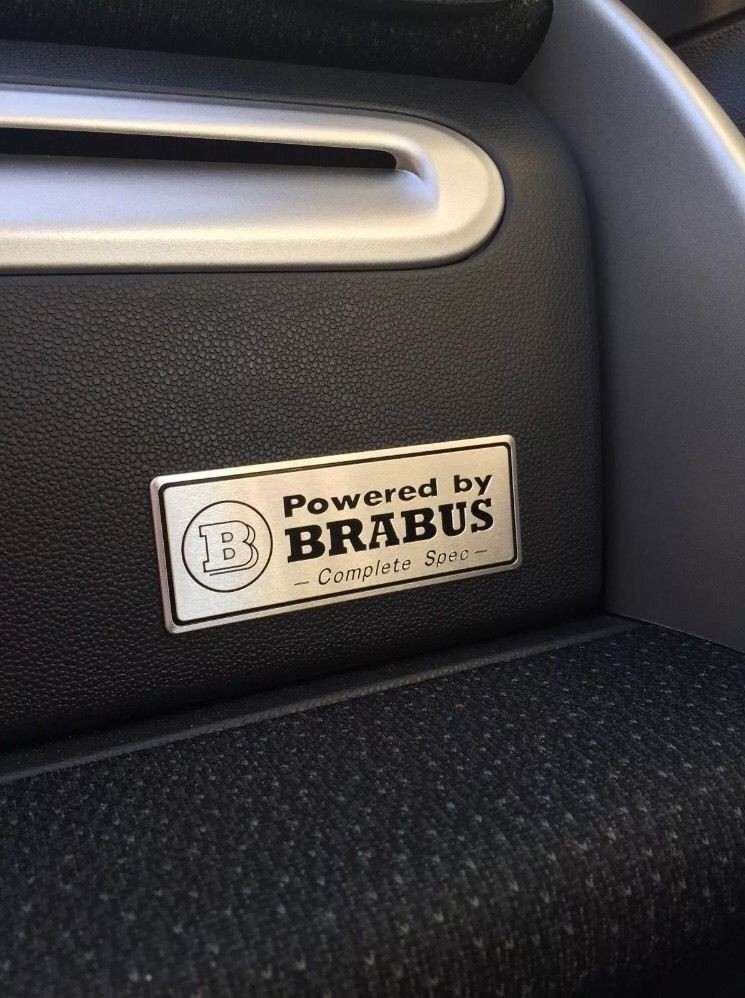 B
Powered by
BRABUS
– Complete Spec –